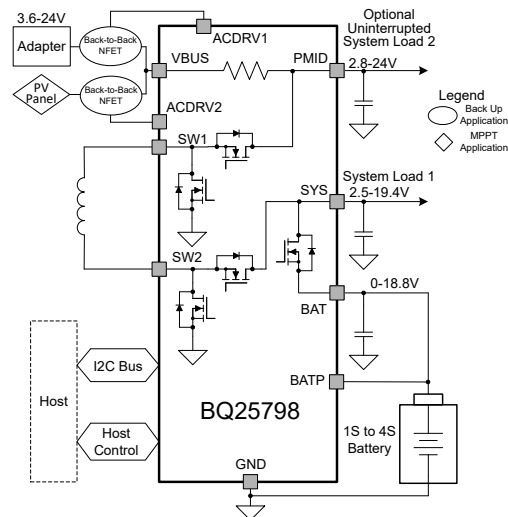 3.6-24V
Adapter
Back-to-Back
NFET
PV
Panel
Back-to-Back
NFET
ACDRV1
VBUS
PMID
ACDRV2
SW1
SYS
SW2
BAT
BATP
BQ25798
GND
Optional
Uninterrupted
System Load 2
2.8-24V
Legend
Back Up
Application
MPPT
Application
System Load 1
2.5-19.4V
0-18.8V
Host
I2C Bus
Host
Control
1S to 4S
Battery